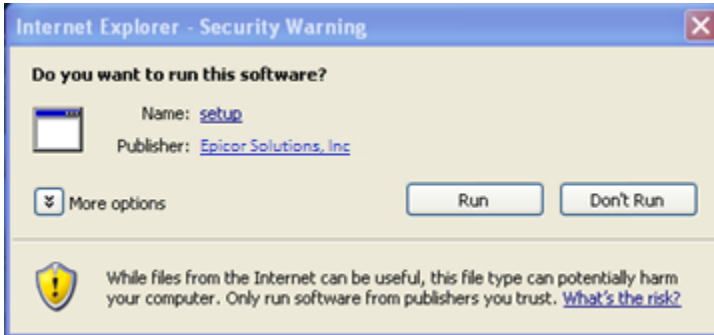 Internet Explorer - Security Warning
Do you want to run this software?
Name: setup
Publisher: Epicor Solutions, Inc
More options
Run
Don't Run
While files from the Internet can be useful, this file type can potentially harm
your computer. Only run software from publishers you trust. What's the risk?